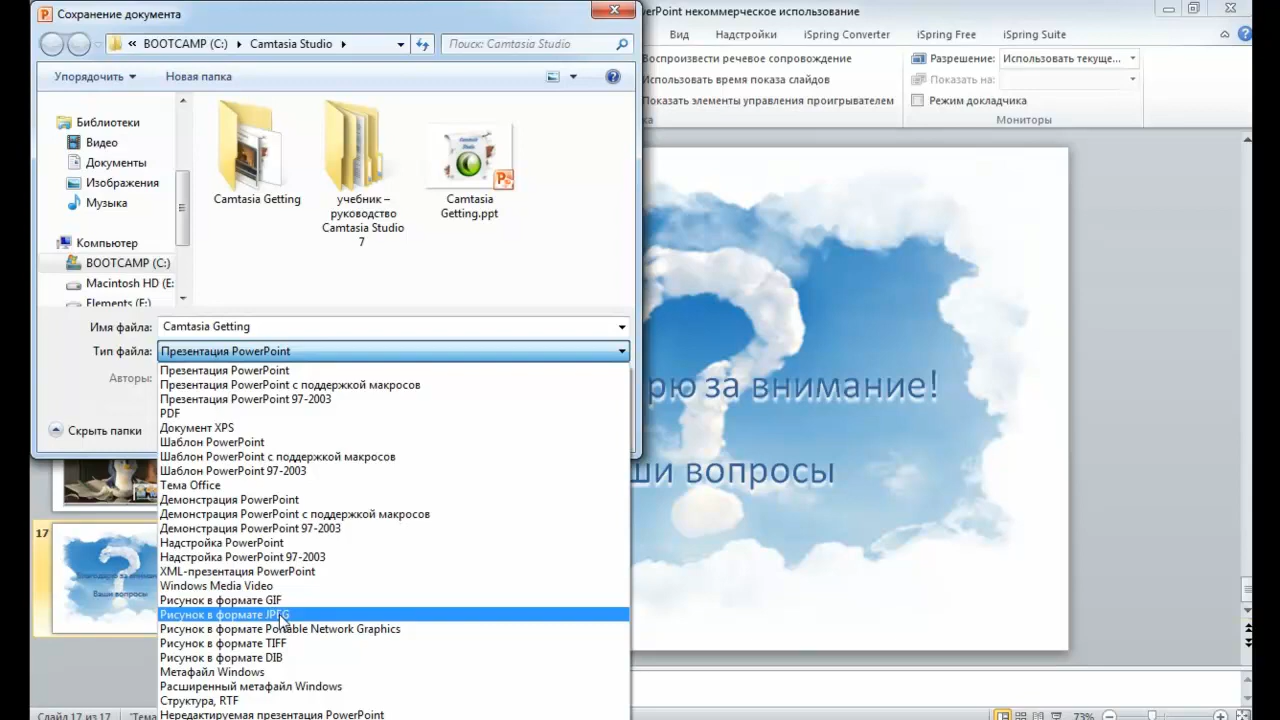 Сохранение документа
PowerPoint некоммерческое использование
« BOOTCAMP (C:) Camtasia Studio
Поиск: Camtasia Studio
Вид Надстройки iSpring Converter iSpring Free iSpring Suite
Воспроизвести речевое сопровождение
Использовать время показа слайдов
Показать элементы управления проигрывателем
Разрешение: Использовать текуще...
Показать на:
Режим докладчика
Мониторы
Упорядочить Новая папка
Библиотеки
Видео
Документы
Изображения
Музыка
Компьютер
BOOTCAMP (C:)
Macintosh HD (E:
Elements (F:)
Camtasia Getting
учебник –
руководство
Camtasia Studio
7
Camtasia
Getting.ppt
Имя файла: Camtasia Getting
Тип файла: Презентация PowerPoint
Авторы:
Скрыть папки
Презентация PowerPoint
Презентация PowerPoint с поддержкой макросов
Презентация PowerPoint 97-2003
PDF
Документ XPS
Шаблон PowerPoint
Шаблон PowerPoint с поддержкой макросов
Шаблон PowerPoint 97-2003
Тема Office
Демонстрация PowerPoint
Демонстрация PowerPoint с поддержкой макросов
Демонстрация PowerPoint 97-2003
Надстройка PowerPoint
Надстройка PowerPoint 97-2003
XML-презентация PowerPoint
Windows Media Video
Рисунок в формате GIF
Рисунок в формате JPEG
Рисунок в формате Portable Network Graphics
Рисунок в формате TIFF
Рисунок в формате DIB
Метафайл Windows
Расширенный метафайл Windows
Структура, RTF
Нередактируемая презентация PowerPoint
рю за внимание!
ши вопросы
17
Благодарю за внимани
Ваши вопросы
Слайд 17 из 17 "Тема
73%